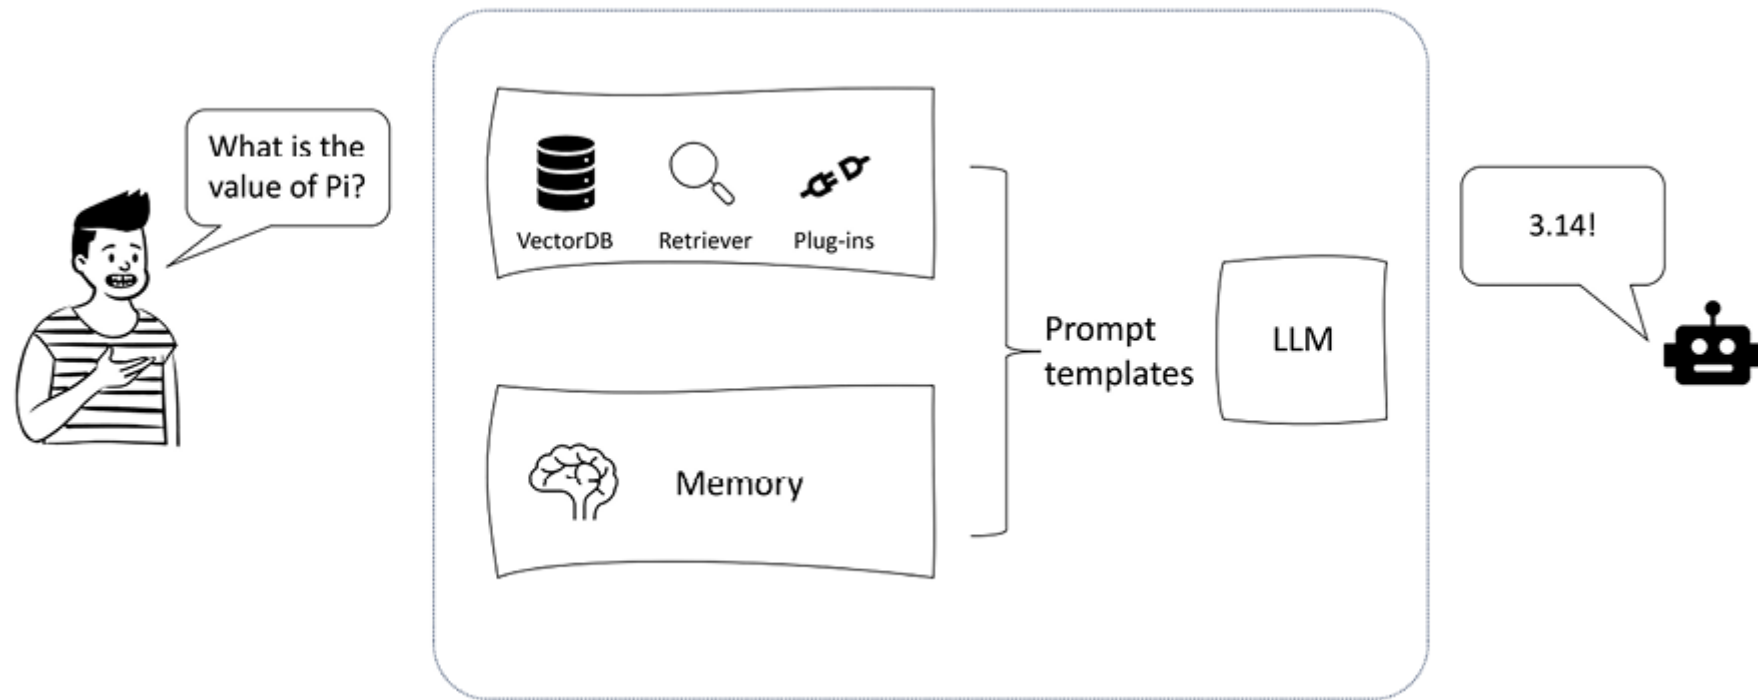 What is the
value of Pi?
VectorDB
Retriever
Plug-ins
Memory
Prompt
templates
LLM
3.14!